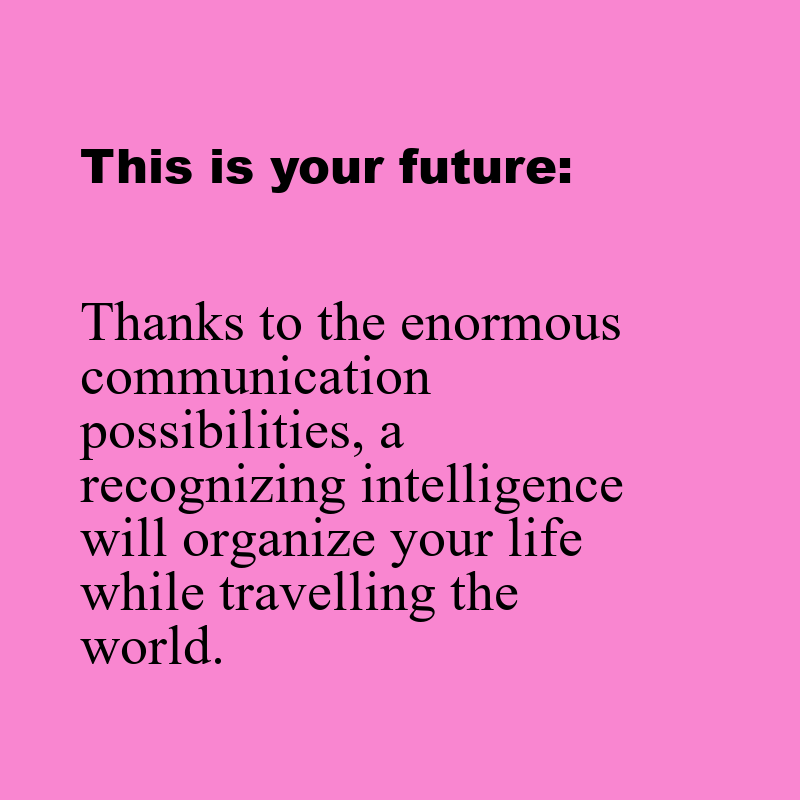 This is your future:
Thanks to the enormous
communication
possibilities, a
recognizing intelligence
will organize your life
while travelling the
world.